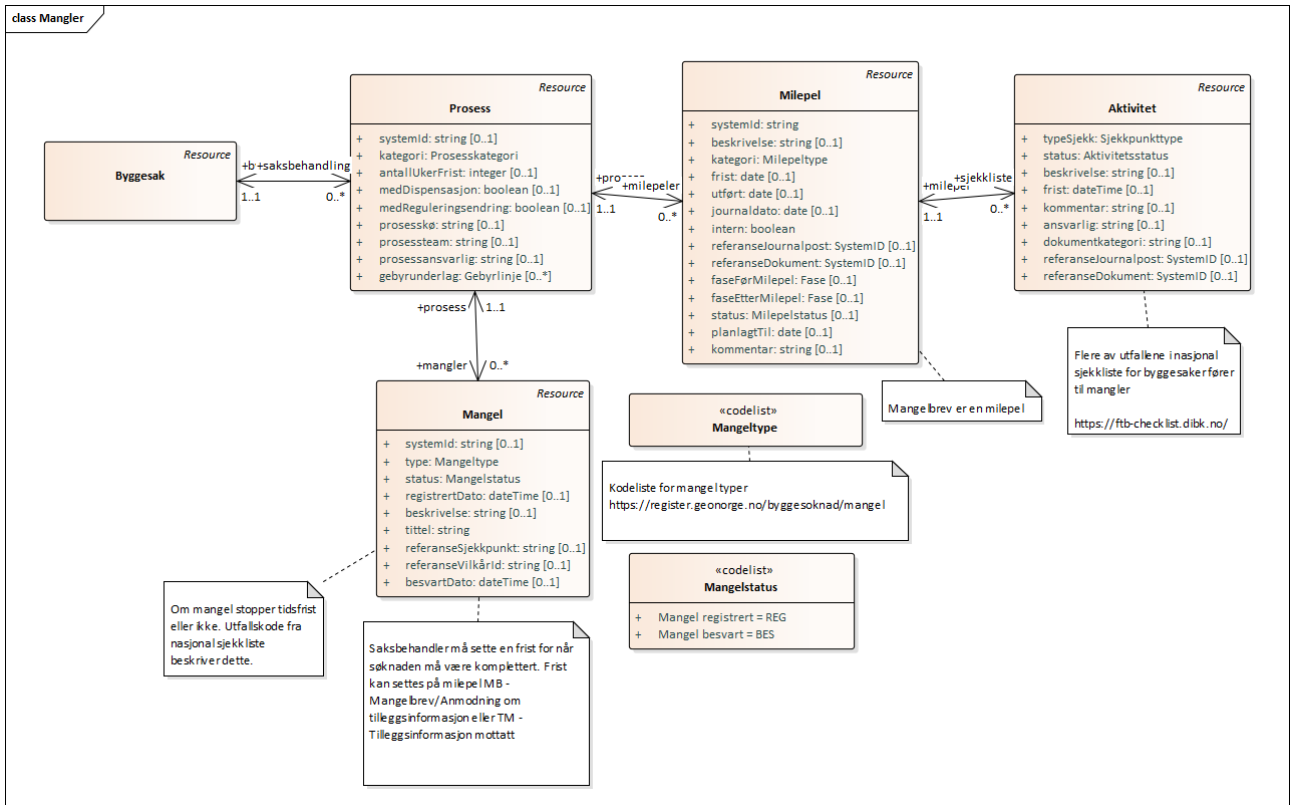 class Mangler
Resource
Byggesak
+saksbehandling
1..1
0..*
Resource
Prosess
+ systemId: string [0..1]
+ kategori: Prosesskategori
+ antallUkerFrist: integer [0..1]
+ medDispensasjon: boolean [0..1]
+ medReguleringsendring: boolean [0..1]
+ prosesskø: string [0..1]
+ prosessteam: string [0..1]
+ prosessansvarlig: string [0..1]
+ gebyrunderlag: Gebyrlinje [0..*]
+milepeler
1..1
0..*
Resource
Milepel
+ systemId: string
+ beskrivelse: string [0..1]
+ kategori: Milepeltype
+ frist: date [0..1]
+ utført: date [0..1]
+ journaldato: date [0..1]
+ intern: boolean
+ referanseJournalpost: SystemID [0..1]
+ referanseDokument: SystemID [0..1]
+ faseFørMilepel: Fase [0..1]
+ faseEtterMilepel: Fase [0..1]
+ status: Milepelstatus [0..1]
+ planlagtTil: date [0..1]
+ kommentar: string [0..1]
+milepel
+sjekkliste
1..1
0..*
Resource
Aktivitet
+ typeSjekk: Sjekkpunkttype
+ status: Aktivitetsstatus
+ beskrivelse: string [0..1]
+ frist: dateTime [0..1]
+ kommentar: string [0..1]
+ ansvarlig: string [0..1]
+ dokumentkategori: string [0..1]
+ referanseJournalpost: SystemID [0..1]
+ referanseDokument: SystemID [0..1]
+prosess
1..1
+mangler
0..*
Resource
Mangel
+ systemId: string [0..1]
+ type: Mangeltype
+ status: Mangelstatus
+ registrertDato: dateTime [0..1]
+ beskrivelse: string [0..1]
+ tittel: string
+ referanseSjekkpunkt: string [0..1]
+ referanseVilkårId: string [0..1]
+ besvartDato: dateTime [0..1]
Flere av utfallene i nasjonal
sjekkliste for byggesaker fører
til mangler
https://ftb-checklist.dibk.no/
Mangelbrev er en milepel
«codelist»
Mangeltype
Kodeliste for mangel typer
https://register.geonorge.no/byggesoknad/mangel
«codelist»
Mangelstatus
+ Mangel registrert = REG
+ Mangel besvart = BES
Om mangel stopper tidsfrist
eller ikke. Utfallskode fra
nasjonal sjekkliste
beskriver dette.
Saksbehandler må sette en frist for når
søknaden må være komplettert. Frist
kan settes på milepel MB -
Mangelbrev/Anmodning om
tilleggsinformasjon eller TM -
Tilleggsinformasjon mottatt